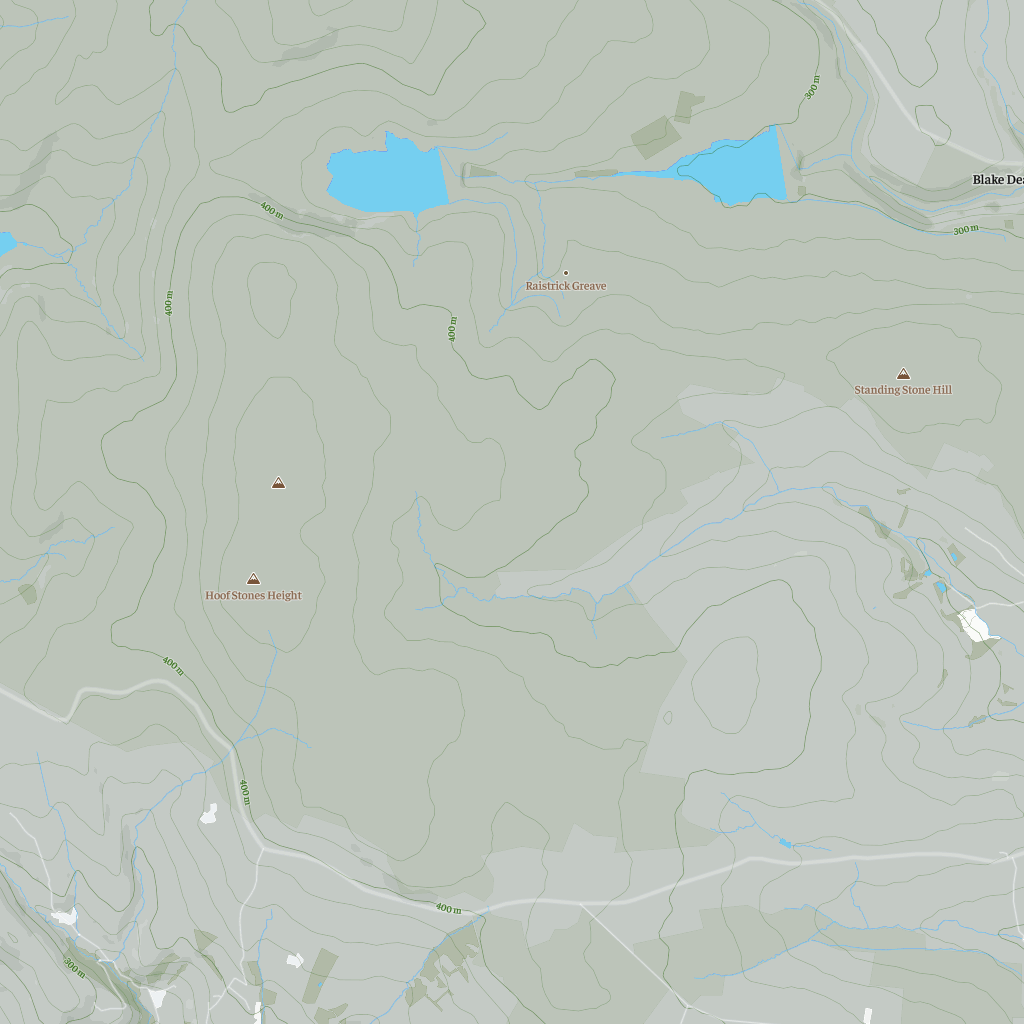 300 m
Blake Dea
400 m
300 m
Raistrick Greave
400 m
400 m
Standing Stone Hill
Hoof Stones Height
400 m
400 m
400 m
300 m